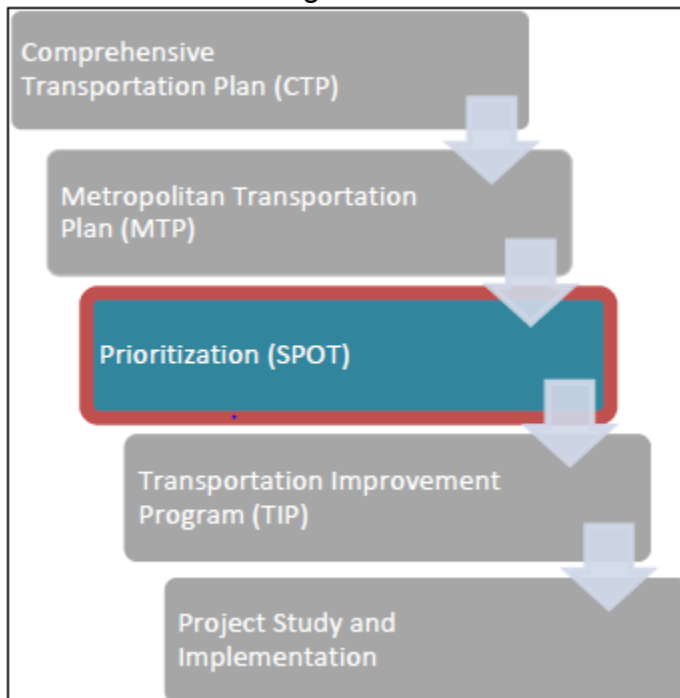 Comprehensive
Transportation Plan (CTP)
Metropolitan Transportation
Plan (MTP)
Prioritization (SPOT)
Transportation Improvement
Program (TIP)
Project Study and
Implementation